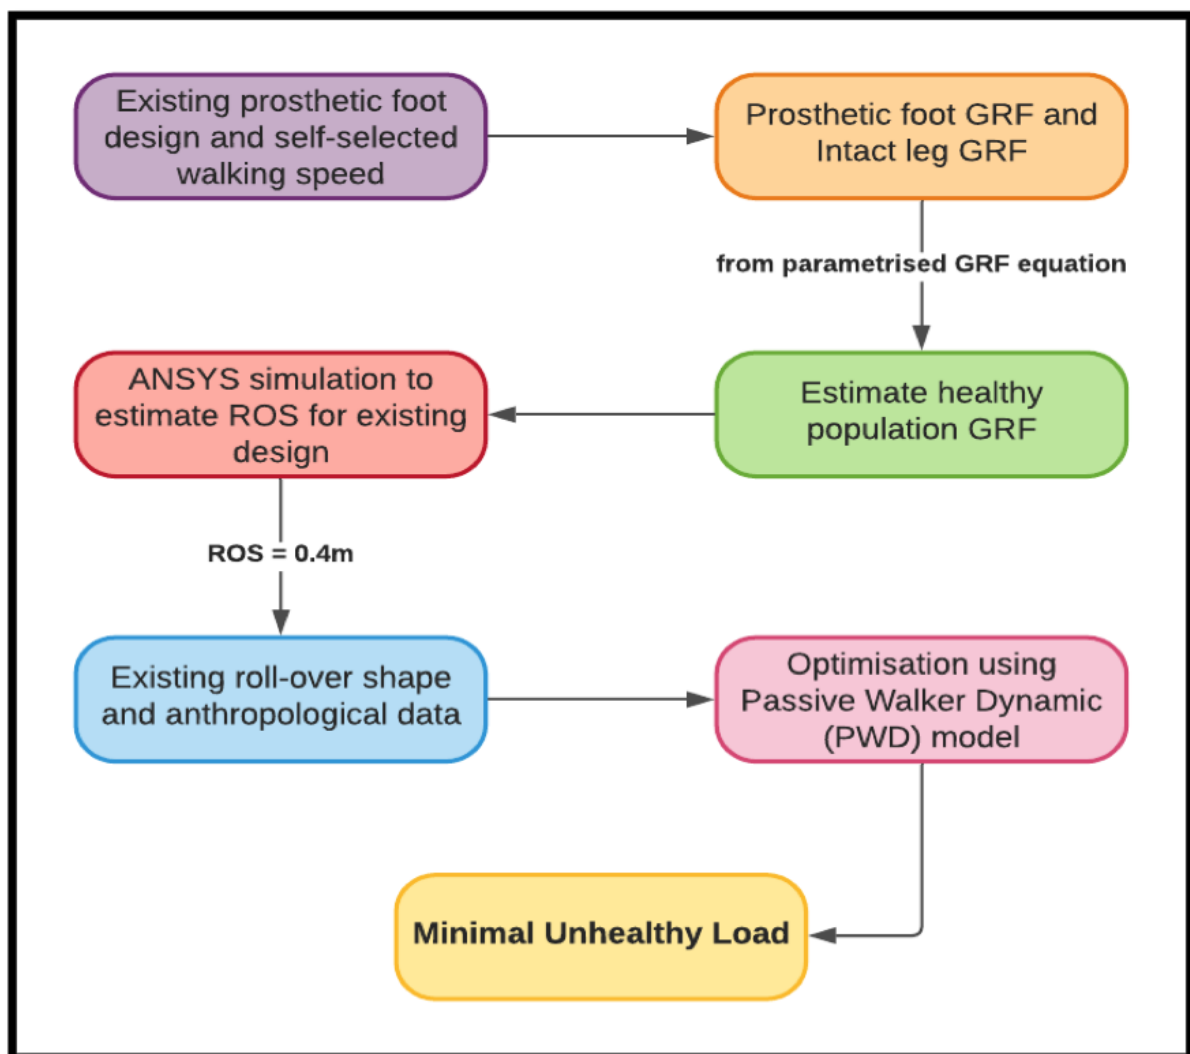 Existing prosthetic foot
design and self-selected
walking speed
Prosthetic foot GRF and
Intact leg GRF
from parametrised GRF equation
Estimate healthy
population GRF
ANSYS simulation to
estimate ROS for existing
design
ROS = 0.4m
Existing roll-over shape
and anthropological data
Optimisation using
Passive Walker Dynamic
(PWD) model
Minimal Unhealthy Load